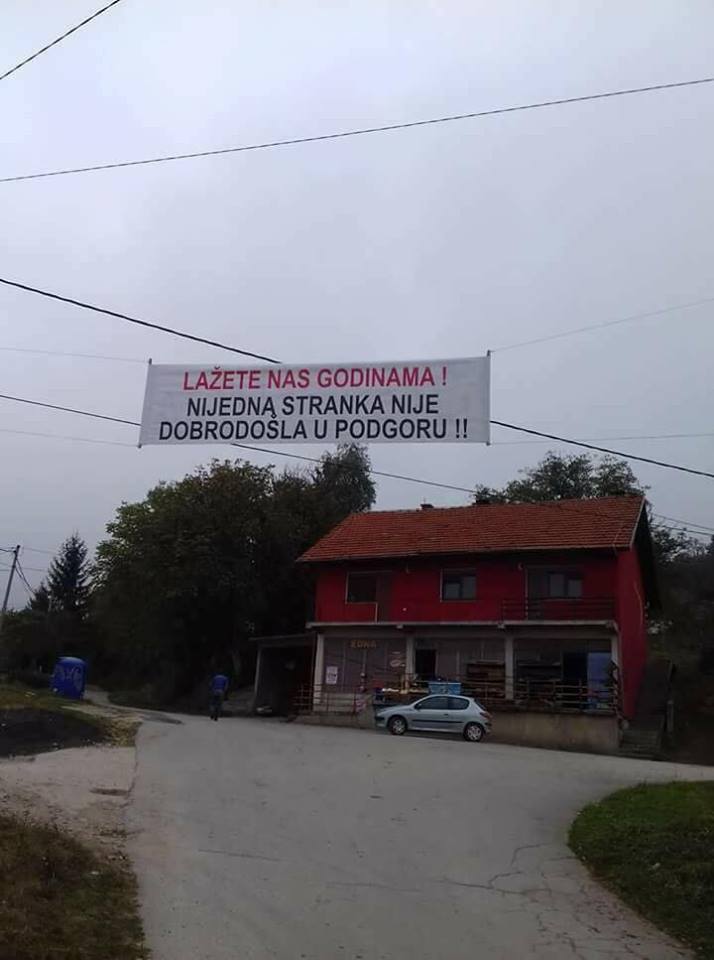 LAŽETE NAS GODINAMA !
NIJEDNA STRANKA NIJE
DOBRODOŠLA U PODGORU !!